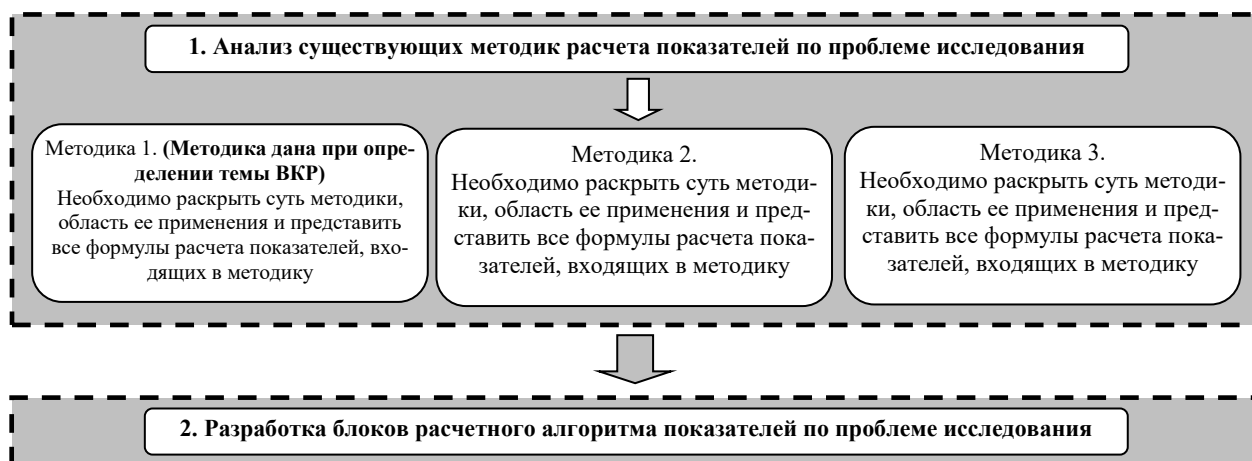 1. Анализ существующих методик расчета показателей по проблеме исследования
Методика 1. (Методика дана при опре-
делении темы ВКР)
Необходимо раскрыть суть методики,
область ее применения и представить
все формулы расчета показателей, вхо-
дящих в методику
Методика 2.
Необходимо раскрыть суть методи-
ки, область ее применения и пред-
ставить все формулы расчета пока-
зателей, входящих в методику
Методика 3.
Необходимо раскрыть суть методи-
ки, область ее применения и пред-
ставить все формулы расчета пока-
зателей, входящих в методику
2. Разработка блоков расчетного алгоритма показателей по проблеме исследования